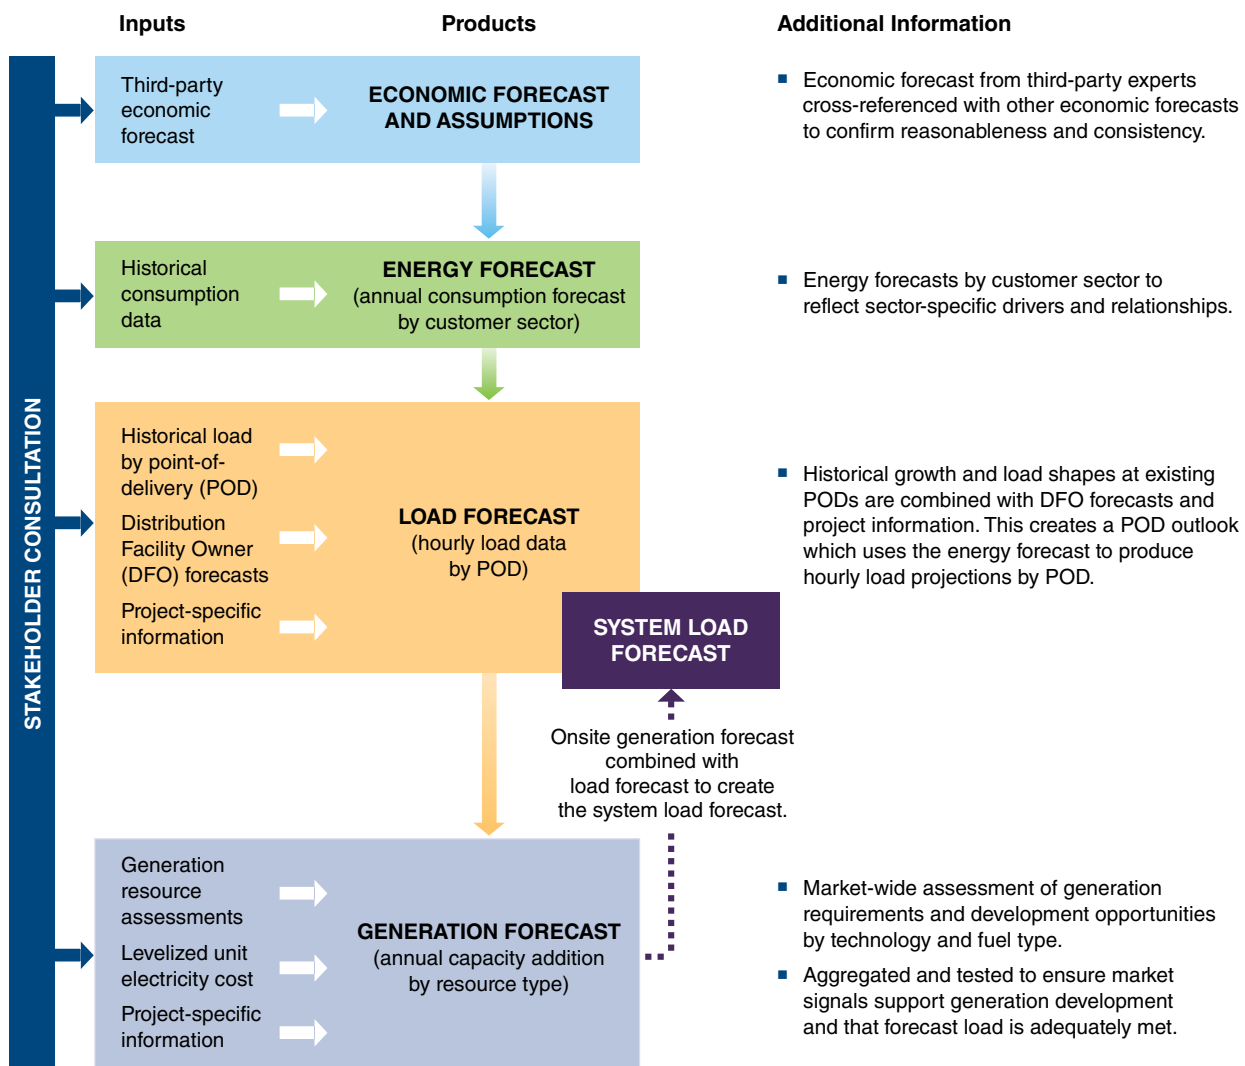 Inputs
Products
Additional Information
STAKEHOLDER CONSULTATION
Third-party
economic
forecast
ECONOMIC FORECAST
AND ASSUMPTIONS
■ Economic forecast from third-party experts
cross-referenced with other economic forecasts
to confirm reasonableness and consistency.
Historical
consumption
data
ENERGY FORECAST
(annual consumption forecast
by customer sector)
■ Energy forecasts by customer sector to
reflect sector-specific drivers and relationships.
Historical load
by point-of-
delivery (POD)
Distribution
Facility Owner
(DFO) forecasts
Project-specific
information
LOAD FORECAST
(hourly load data
by POD)
■ Historical growth and load shapes at existing
PODs are combined with DFO forecasts and
project information. This creates a POD outlook
which uses the energy forecast to produce
hourly load projections by POD.
SYSTEM LOAD
FORECAST
Onsite generation forecast
combined with
load forecast to create
the system load forecast.
Generation
resource
assessments
Levelized unit
electricity cost
Project-specific
information
GENERATION FORECAST
(annual capacity addition
by resource type)
■ Market-wide assessment of generation
requirements and development opportunities
by technology and fuel type.
■ Aggregated and tested to ensure market
signals support generation development
and that forecast load is adequately met.